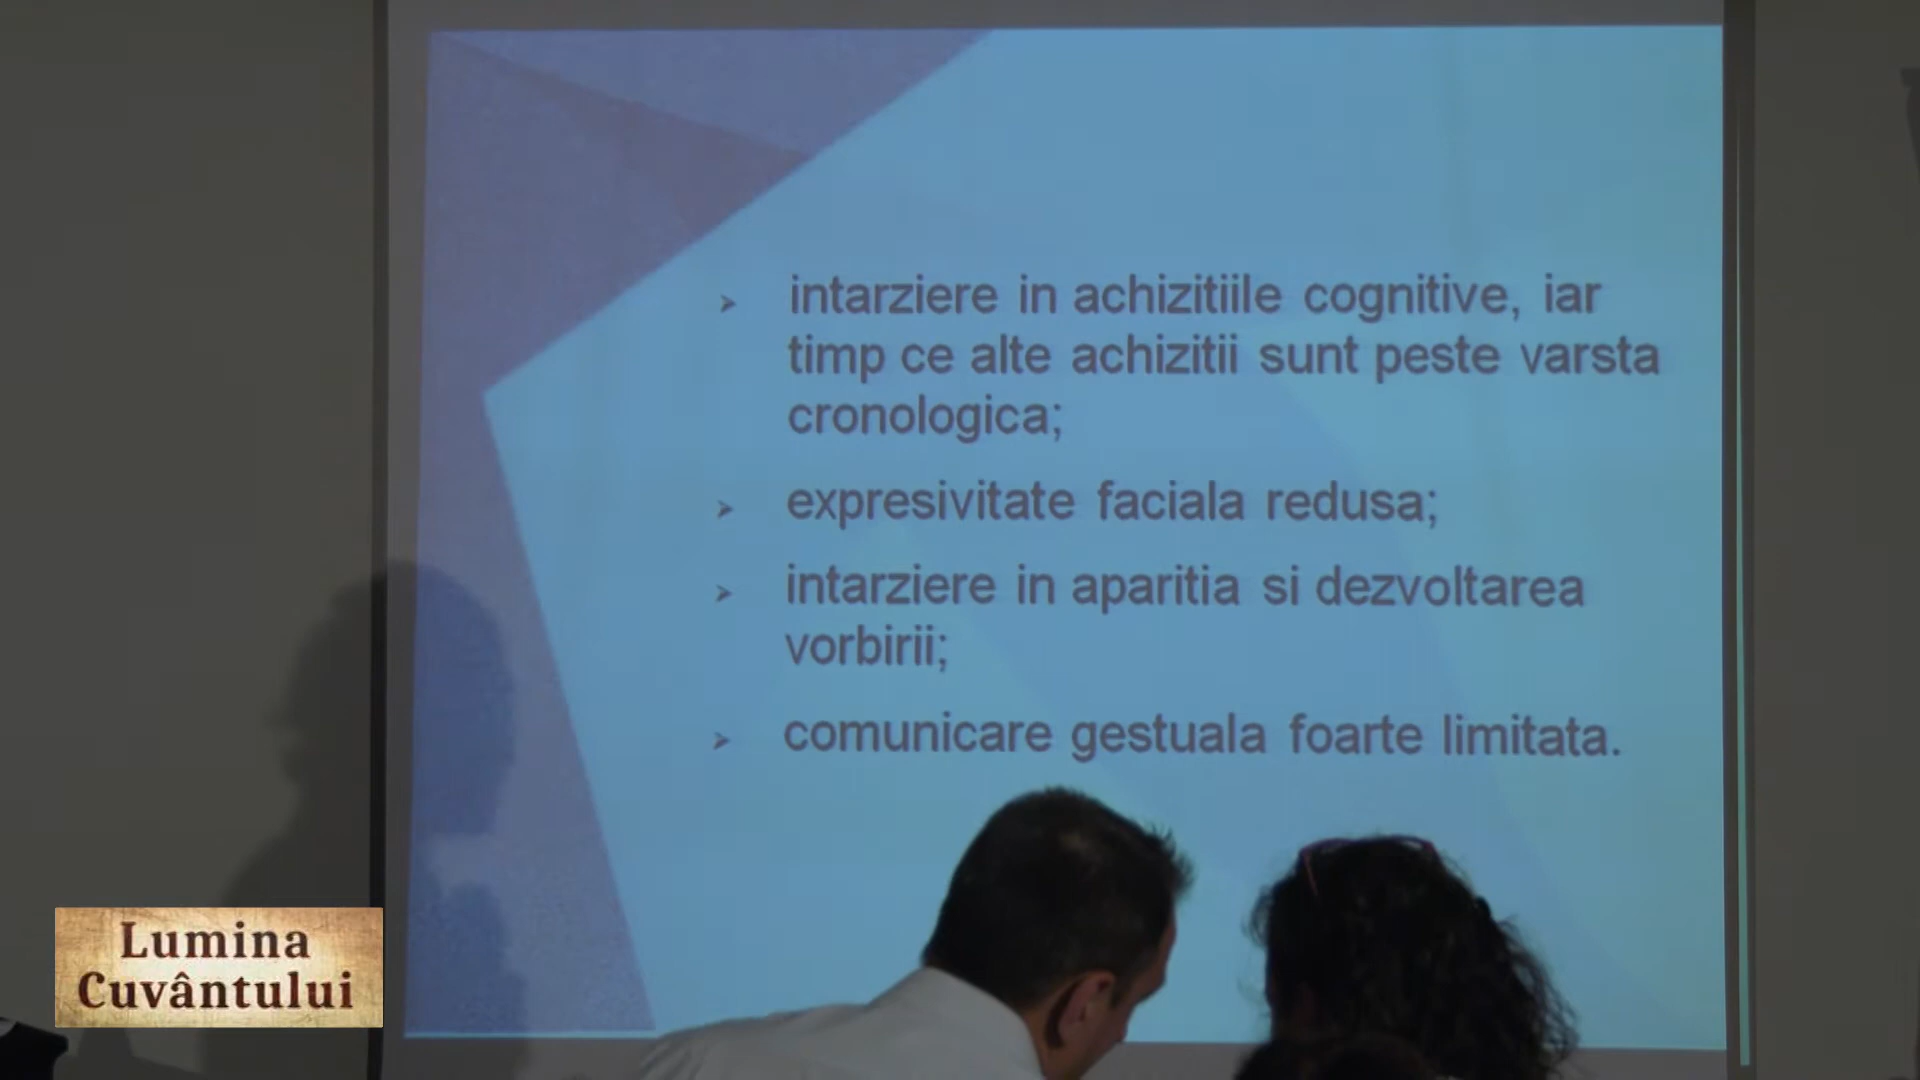 ➢ intarziere in achizitiile cognitive, iar
timp ce alte achizitii sunt peste varsta
cronologica;
➢ expresivitate faciala redusa;
➢ intarziere in aparitia si dezvoltarea
vorbirii;
➢ comunicare gestuala foarte limitata.
Lumina
Cuvântului